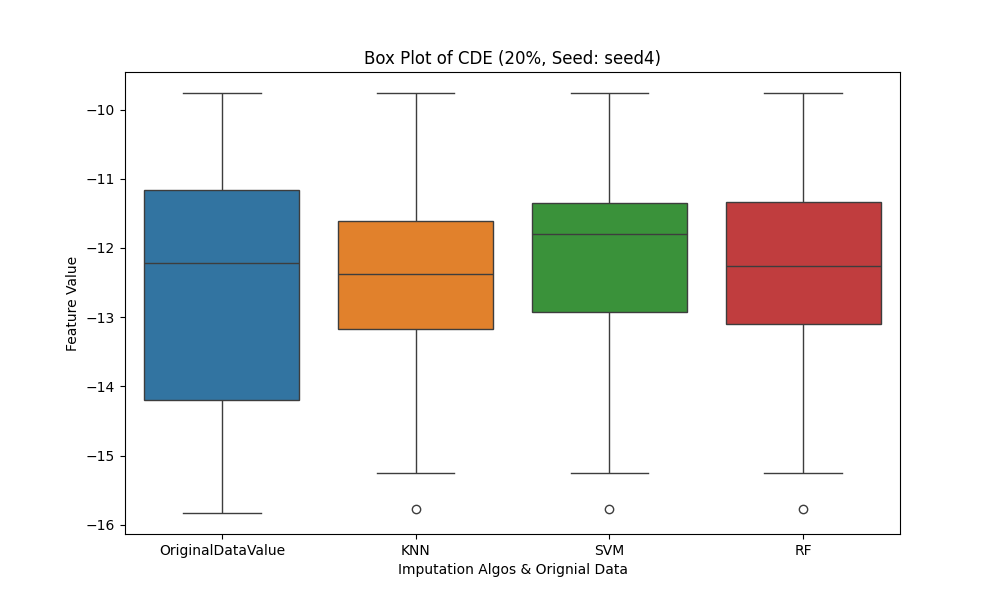 Box Plot of CDE (20%, Seed: seed4)
Feature Value
−10
−11
−12
−13
−14
−15
−16
OriginalDataValue KNN SVM RF
Imputation Algos & Orignial Data